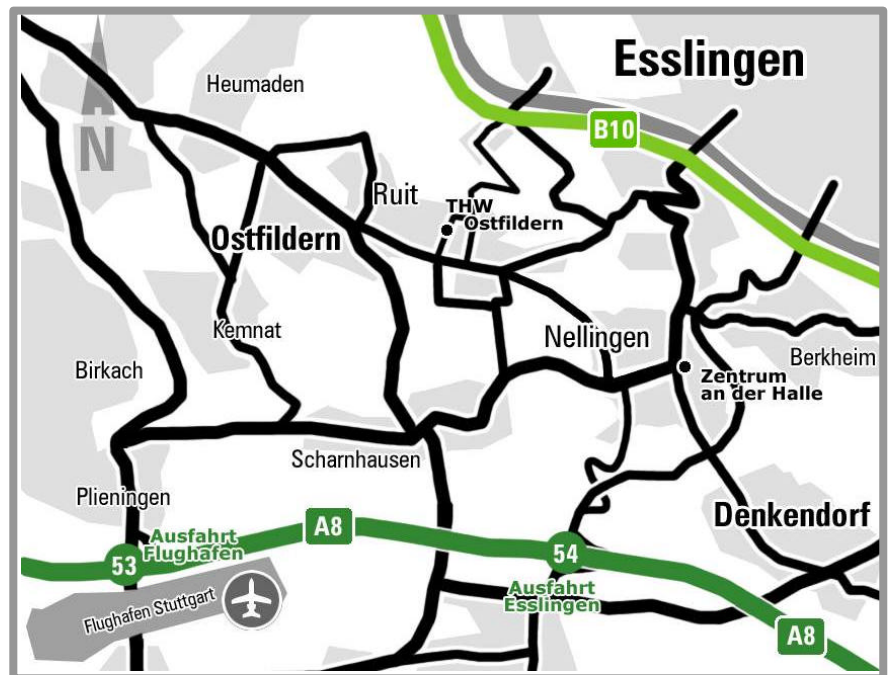 Esslingen
Heumaden
B10
N
Ruit
THW
Ostfildern
Ostfildern
Kemnat
Nellingen
Birkach
Berkheim
Zentrum
an der Halle
Scharnhausen
Plieningen
Denkendorf
A8
Ausfahrt
Flughafen
53
54
Ausfahrt
Esslingen
Flughafen Stuttgart
A8